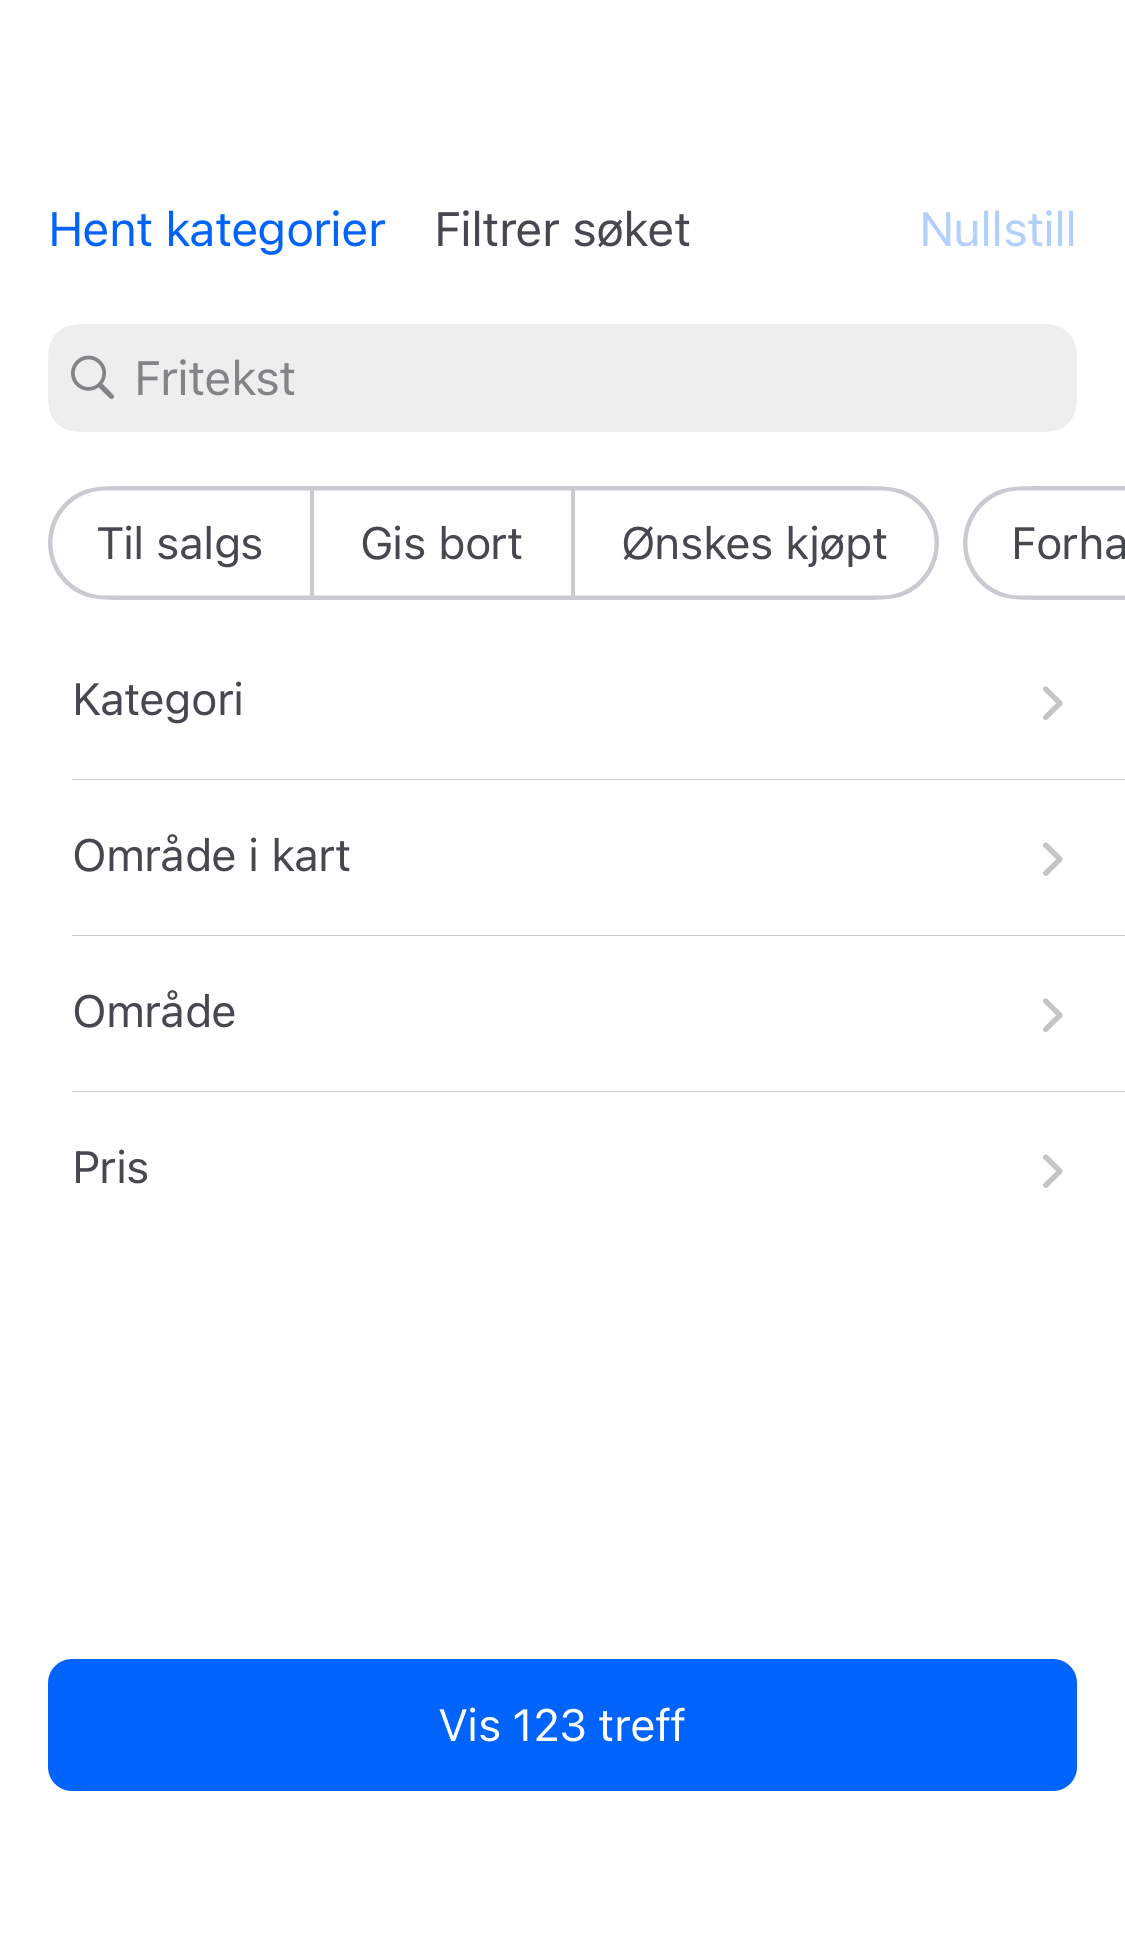 Hent kategorier Filtrer søket Nullstill
Fritekst
Til salgs Gis bort Ønskes kjøpt Forha
Kategori
Område i kart
Område
Pris
Vis 123 treff